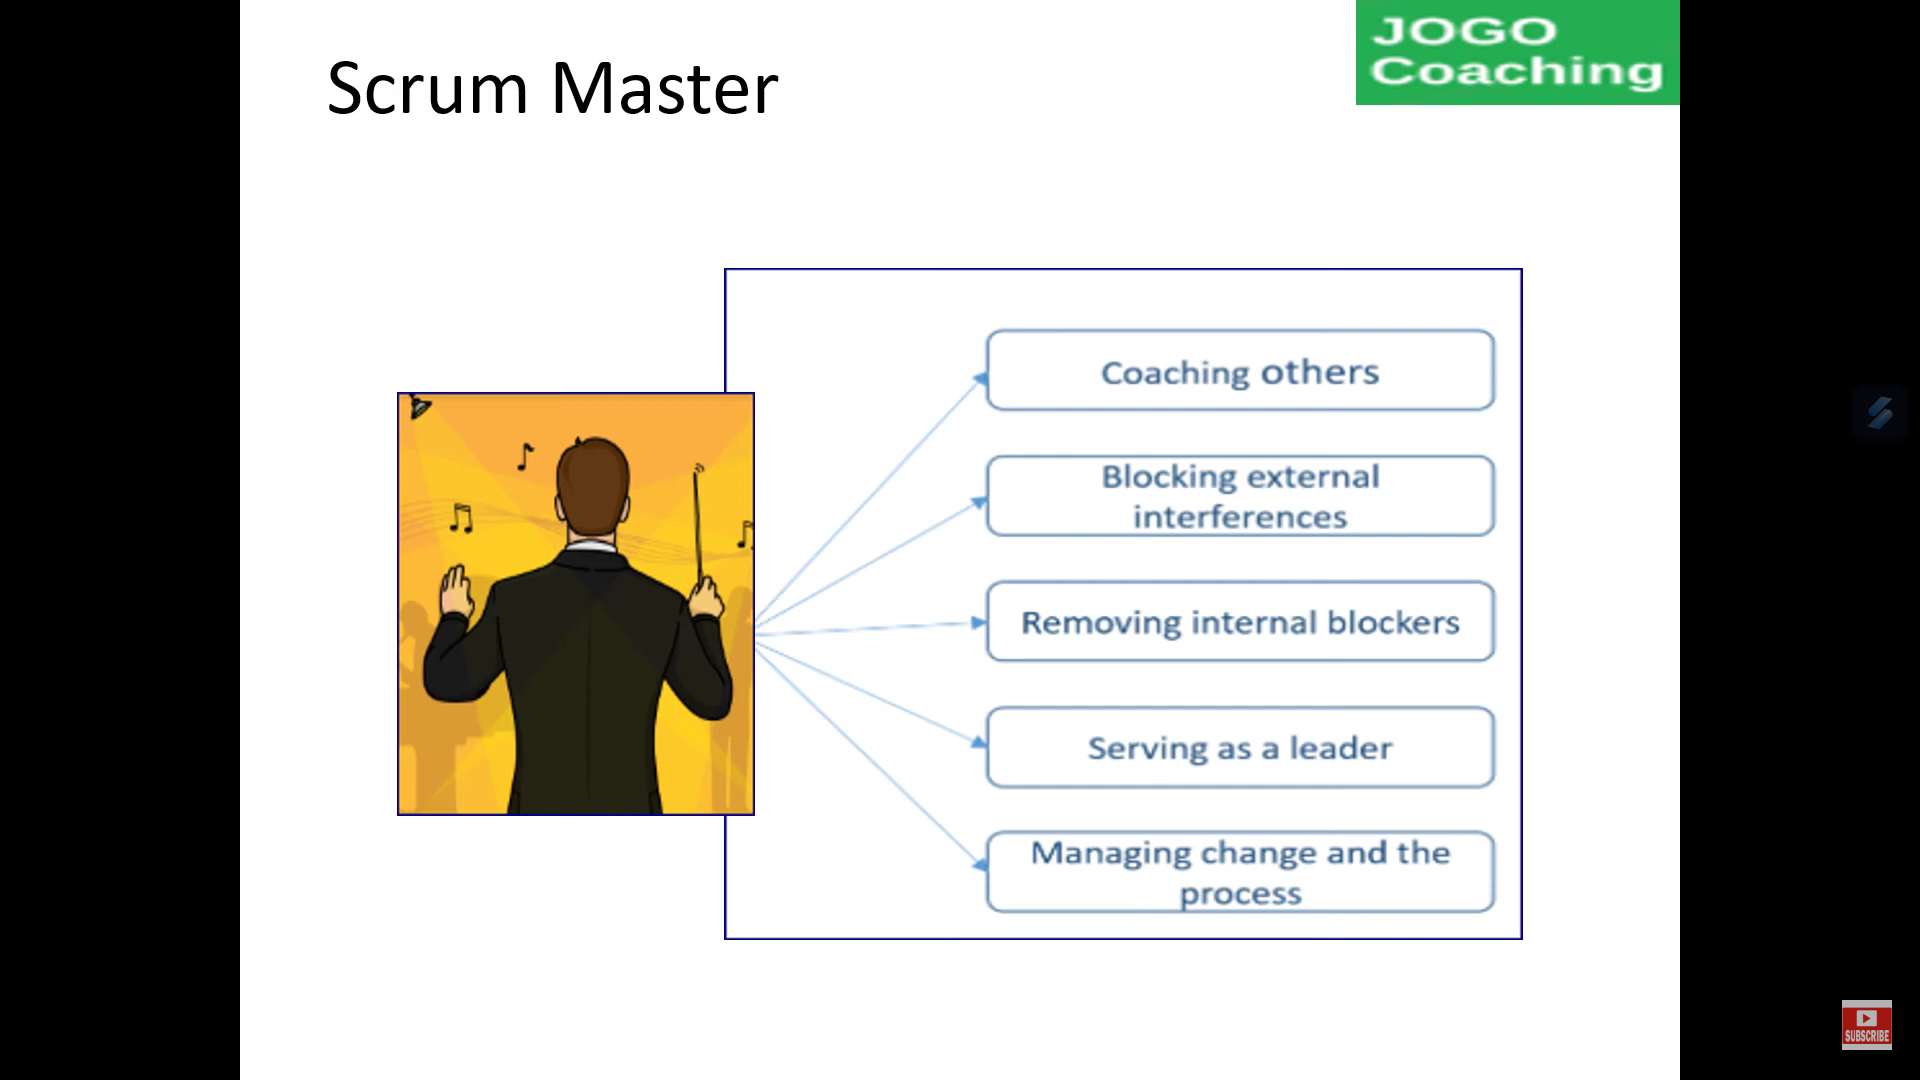 Scrum Master
JOGO
Coaching
Coaching others
Blocking external
interferences
Removing internal blockers
Serving as a leader
Managing change and the
process
SUBSCRIBE